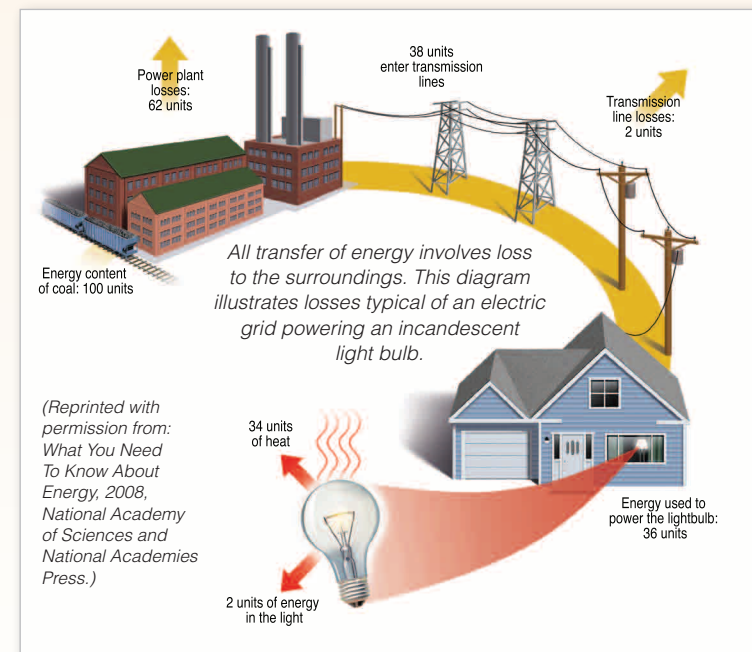 Power plant
losses:
62 units
38 units
enter transmission
lines
Transmission
line losses:
2 units
Energy content
of coal: 100 units
All transfer of energy involves loss
to the surroundings. This diagram
illustrates losses typical of an electric
grid powering an incandescent
light bulb.
(Reprinted with
permission from:
What You Need
To Know About
Energy, 2008,
National Academy
of Sciences and
National Academies
Press.)
34 units
of heat
Energy used to
power the lightbulb:
36 units
2 units of energy
in the light